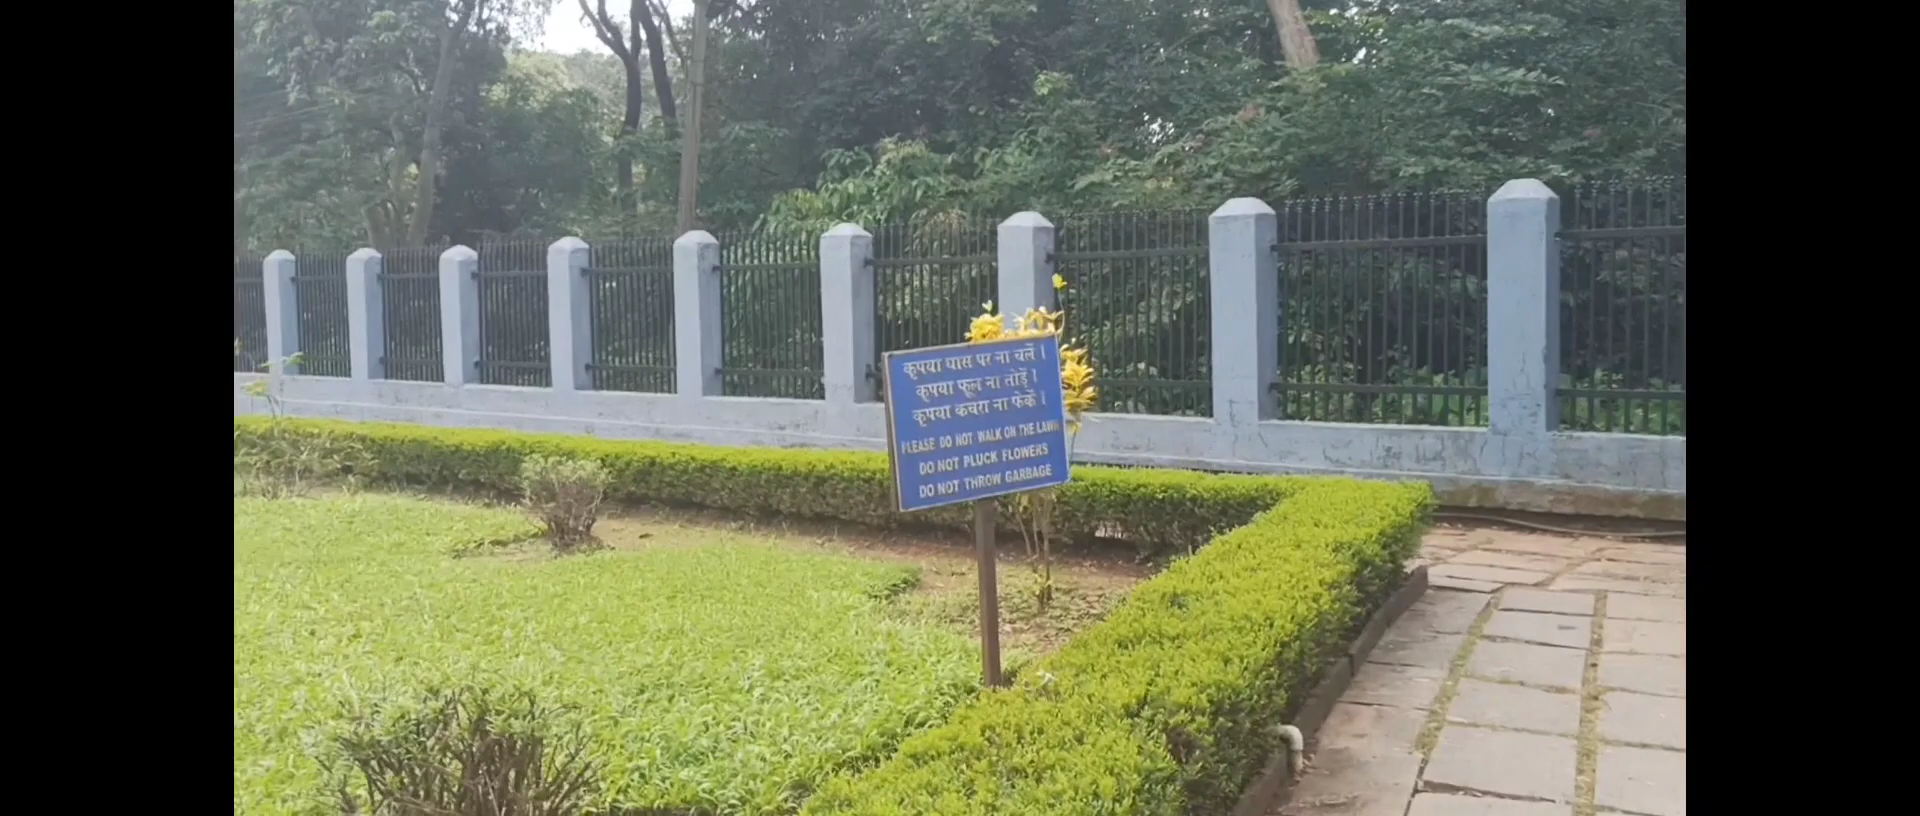 कृपया घास पर ना चलें ।
कृपया फूल ना तोड़ें ।
कृपया कचरा ना फेकें ।
PLEASE DO NOT WALK ON THE LAWN
DO NOT PLUCK FLOWERS
DO NOT THROW GARBAGE